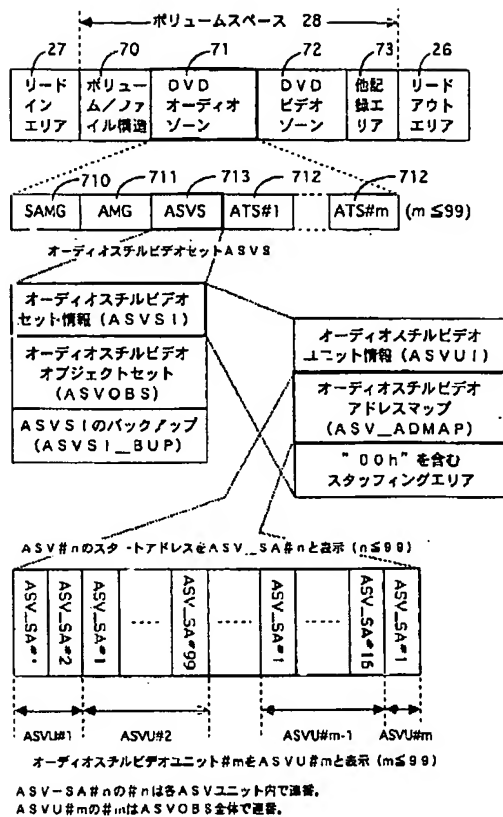 ボリュームスペース 28
27 70 71 72 73 26
リードインエリア
ボリューム/ファイル構造
DVDオーディオゾーン
DVDビデオゾーン
他記録エリア
リードアウトエリア
710 711 713 712 712
SAMG AMG ASVS ATS#1 ATS#m (m≦99)
オーディオスチルビデオセットASVS
オーディオスチルビデオ
セット情報(ASVSI)
オーディオスチルビデオ
オブジェクトセット
(ASVOBS)
ASVSIのバックアップ
(ASVSI_BUP)
オーディオスチルビデオ
ユニット情報(ASVUI)
オーディオスチルビデオ
アドレスマップ
(ASV_ADMAP)
"00h"を含む
スタッフィングエリア
ASV#nのスタートアドレスをASV_SA#nと表示(n≦99)
ASV_SA#1 ASV_SA#2 ASV_SA#1 ...... ASV_SA#99 ...... ASV_SA#1 ...... ASV_SA#15 ASV_SA#1
ASVU#1 ASVU#2 ASVU#m-1 ASVU#m
オーディオスチルビデオユニット#mをASVU#mと表示(m≦99)
ASV-SA#nの#nは各ASVユニット内で連番。
ASVU#mの#mはASVOBS全体で連番。